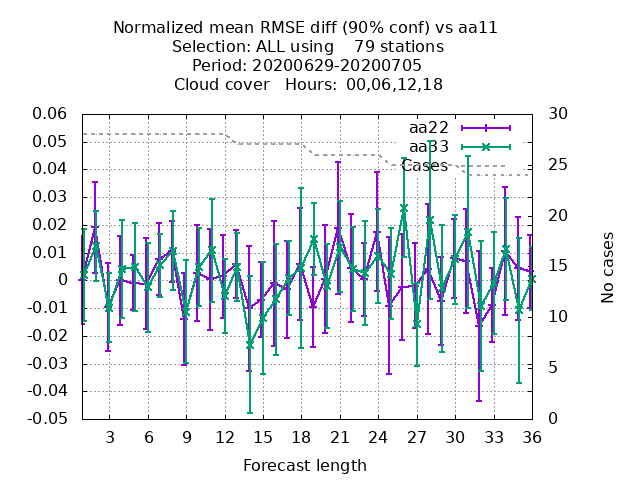 Normalized mean RMSE diff (90% conf) vs aa11
Selection: ALL using 79 stations
Period: 20200629-20200705
Cloud cover Hours: 00,06,12,18
0.06
0.05
0.04
0.03
0.02
0.01
0
-0.01
-0.02
-0.03
-0.04
-0.05
aa22
aa33
Cases
30
25
20
15
10
5
0
No cases
3 6 9 12 15 18 21 24 27 30 33 36
Forecast length